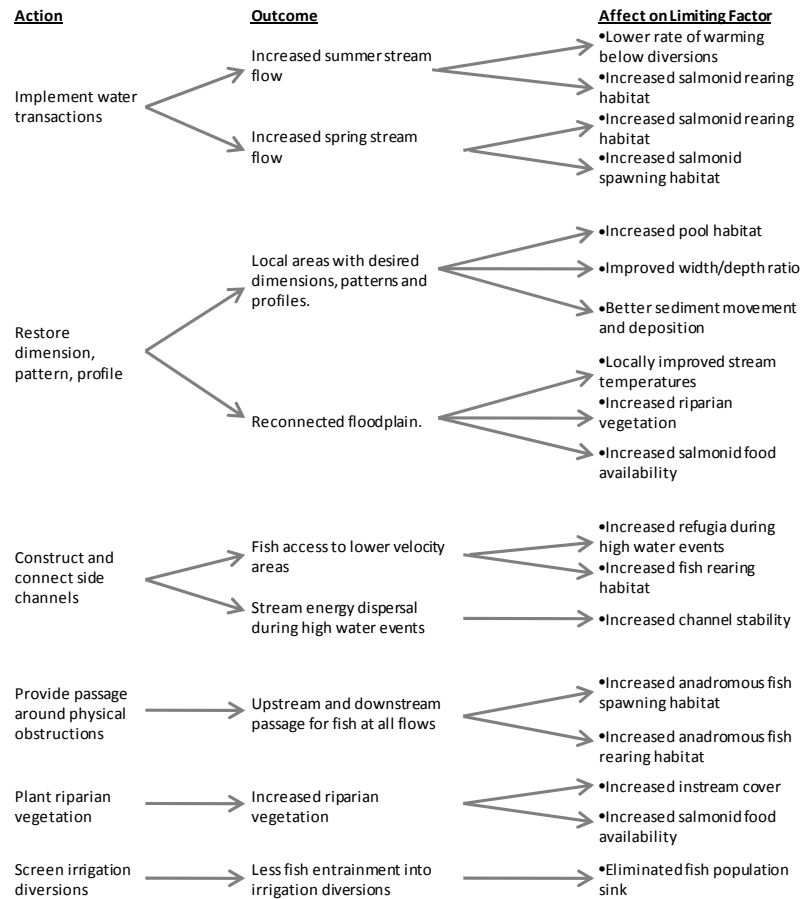 Action
Outcome
Affect on Limiting Factor
Implement water
transactions
Increased summer stream
flow
•Lower rate of warming
below diversions
•Increased salmonid rearing
habitat
Increased spring stream
flow
•Increased salmonid rearing
habitat
•Increased salmonid
spawning habitat
Restore
dimension,
pattern, profile
Local areas with desired
dimensions, patterns and
profiles.
•Increased pool habitat
•Improved width/depth ratio
•Better sediment movement
and deposition
Reconnected floodplain.
•Locally improved stream
temperatures
•Increased riparian
vegetation
•Increased salmonid food
availability
Construct and
connect side
channels
Fish access to lower velocity
areas
•Increased refugia during
high water events
•Increased fish rearing
habitat
Stream energy dispersal
during high water events
•Increased channel stability
Provide passage
around physical
obstructions
Upstream and downstream
passage for fish at all flows
•Increased anadromous fish
spawning habitat
•Increased anadromous fish
rearing habitat
Plant riparian
vegetation
Increased riparian
vegetation
•Increased instream cover
•Increased salmonid food
availability
Screen irrigation
diversions
Less fish entrainment into
irrigation diversions
•Eliminated fish population
sink